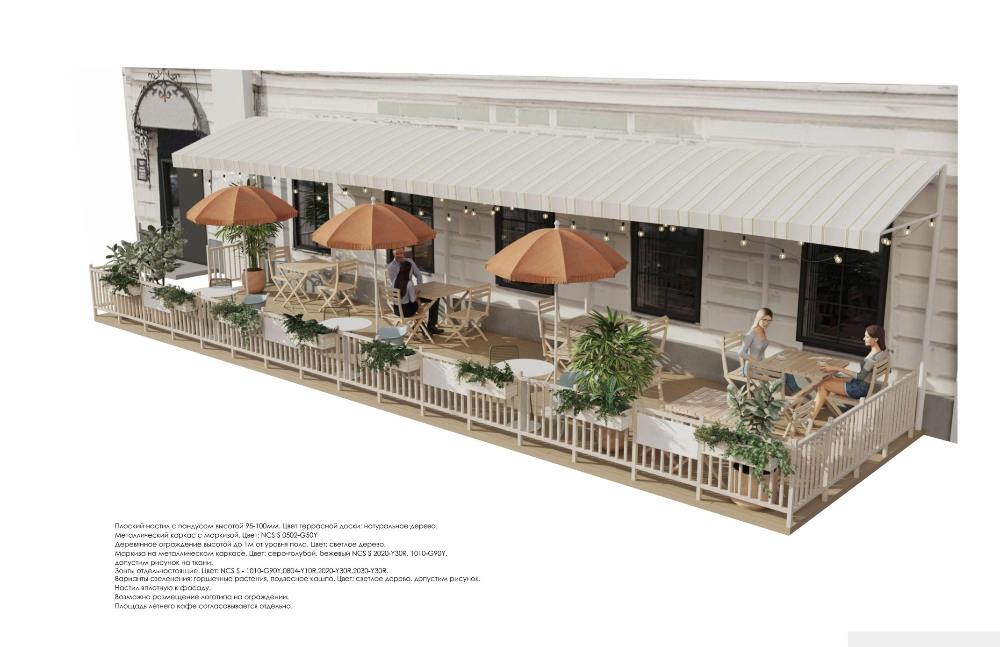 Плоский настил с пандусом высотой 95-100мм. Цвет террасной доски: натуральное дерево.
Металлический каркас с маркизой. Цвет: NCS S 0502-G50Y
Деревянное ограждение высотой до 1м от уровня пола. Цвет: светлое дерево.
Маркиза на металлическом каркасе. Цвет: серо-голубой, бежевый NCS S 2020-Y30R, 1010-G90Y,
допустим рисунок на ткани.
Зонты отдельностоящие. Цвет: NCS S - 1010-G90Y,0804-Y10R,2020-Y30R,2030-Y30R.
Варианты озеленения: горшечные растения, подвесное кашпо. Цвет: светлое дерево, допустим рисунок.
Настил вплотную к фасаду.
Возможно размещение логотипа на ограждении.
Площадь летнего кафе согласовывается отдельно.